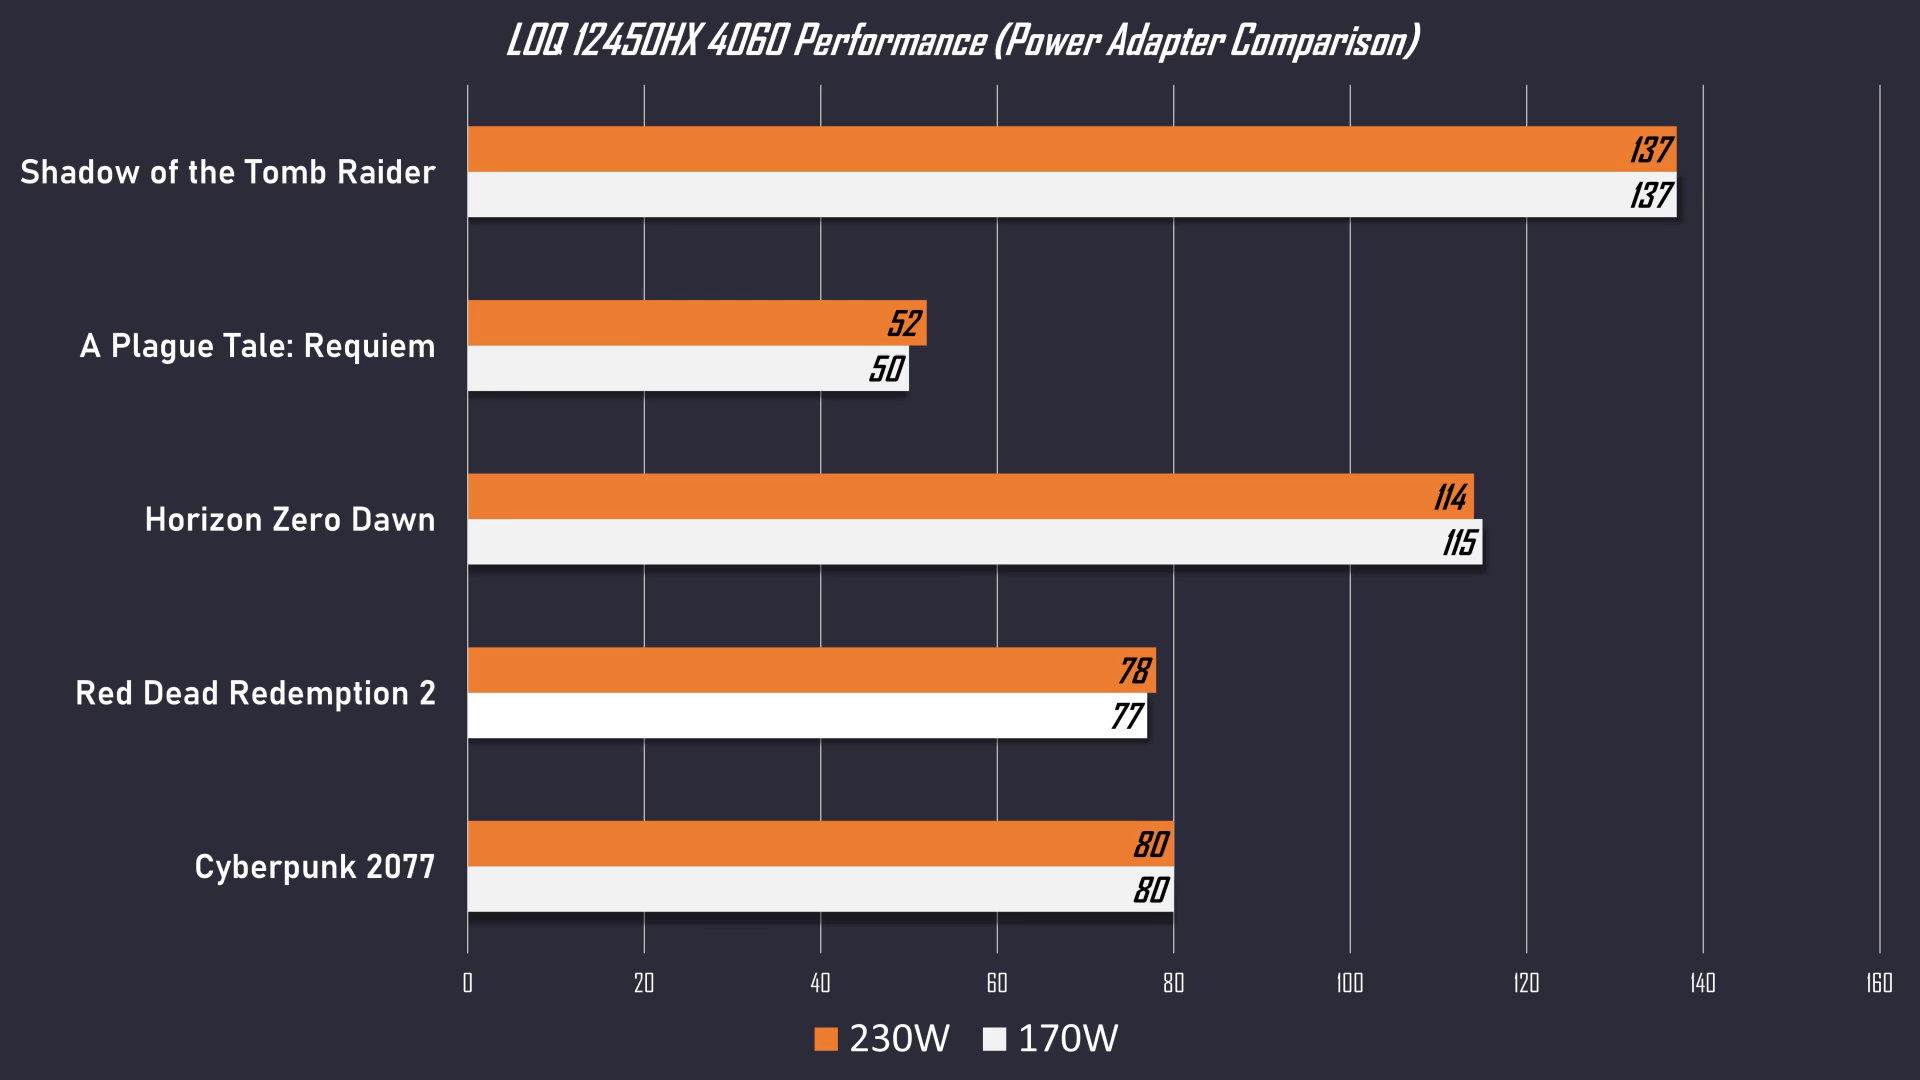 LOQ 12450HX 4060 Performance (Power Adapter Comparison)
Shadow of the Tomb Raider
137
137
A Plague Tale: Requiem
52
50
Horizon Zero Dawn
114
115
Red Dead Redemption 2
78
77
Cyberpunk 2077
80
80
0 20 40 60 80 100 120 140 160
230W 170W